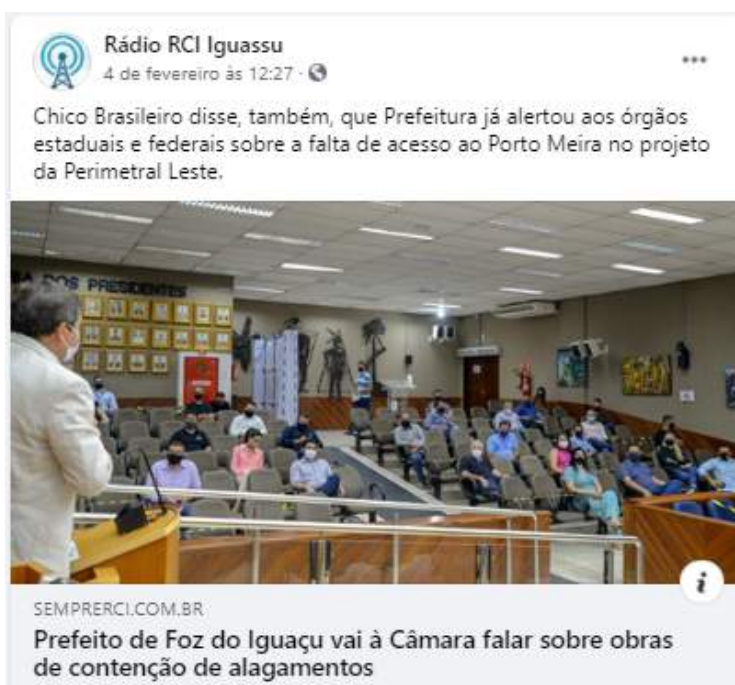 Rádio RCI Iguassu
4 de fevereiro às 12:27 ·
Chico Brasileiro disse, também, que Prefeitura já alertou aos órgãos
estaduais e federais sobre a falta de acesso ao Porto Meira no projeto
da Perimetral Leste.
DOS PRESIDENTES
SEMPRERCI.COM.BR
Prefeito de Foz do Iguaçu vai à Câmara falar sobre obras
de contenção de alagamentos